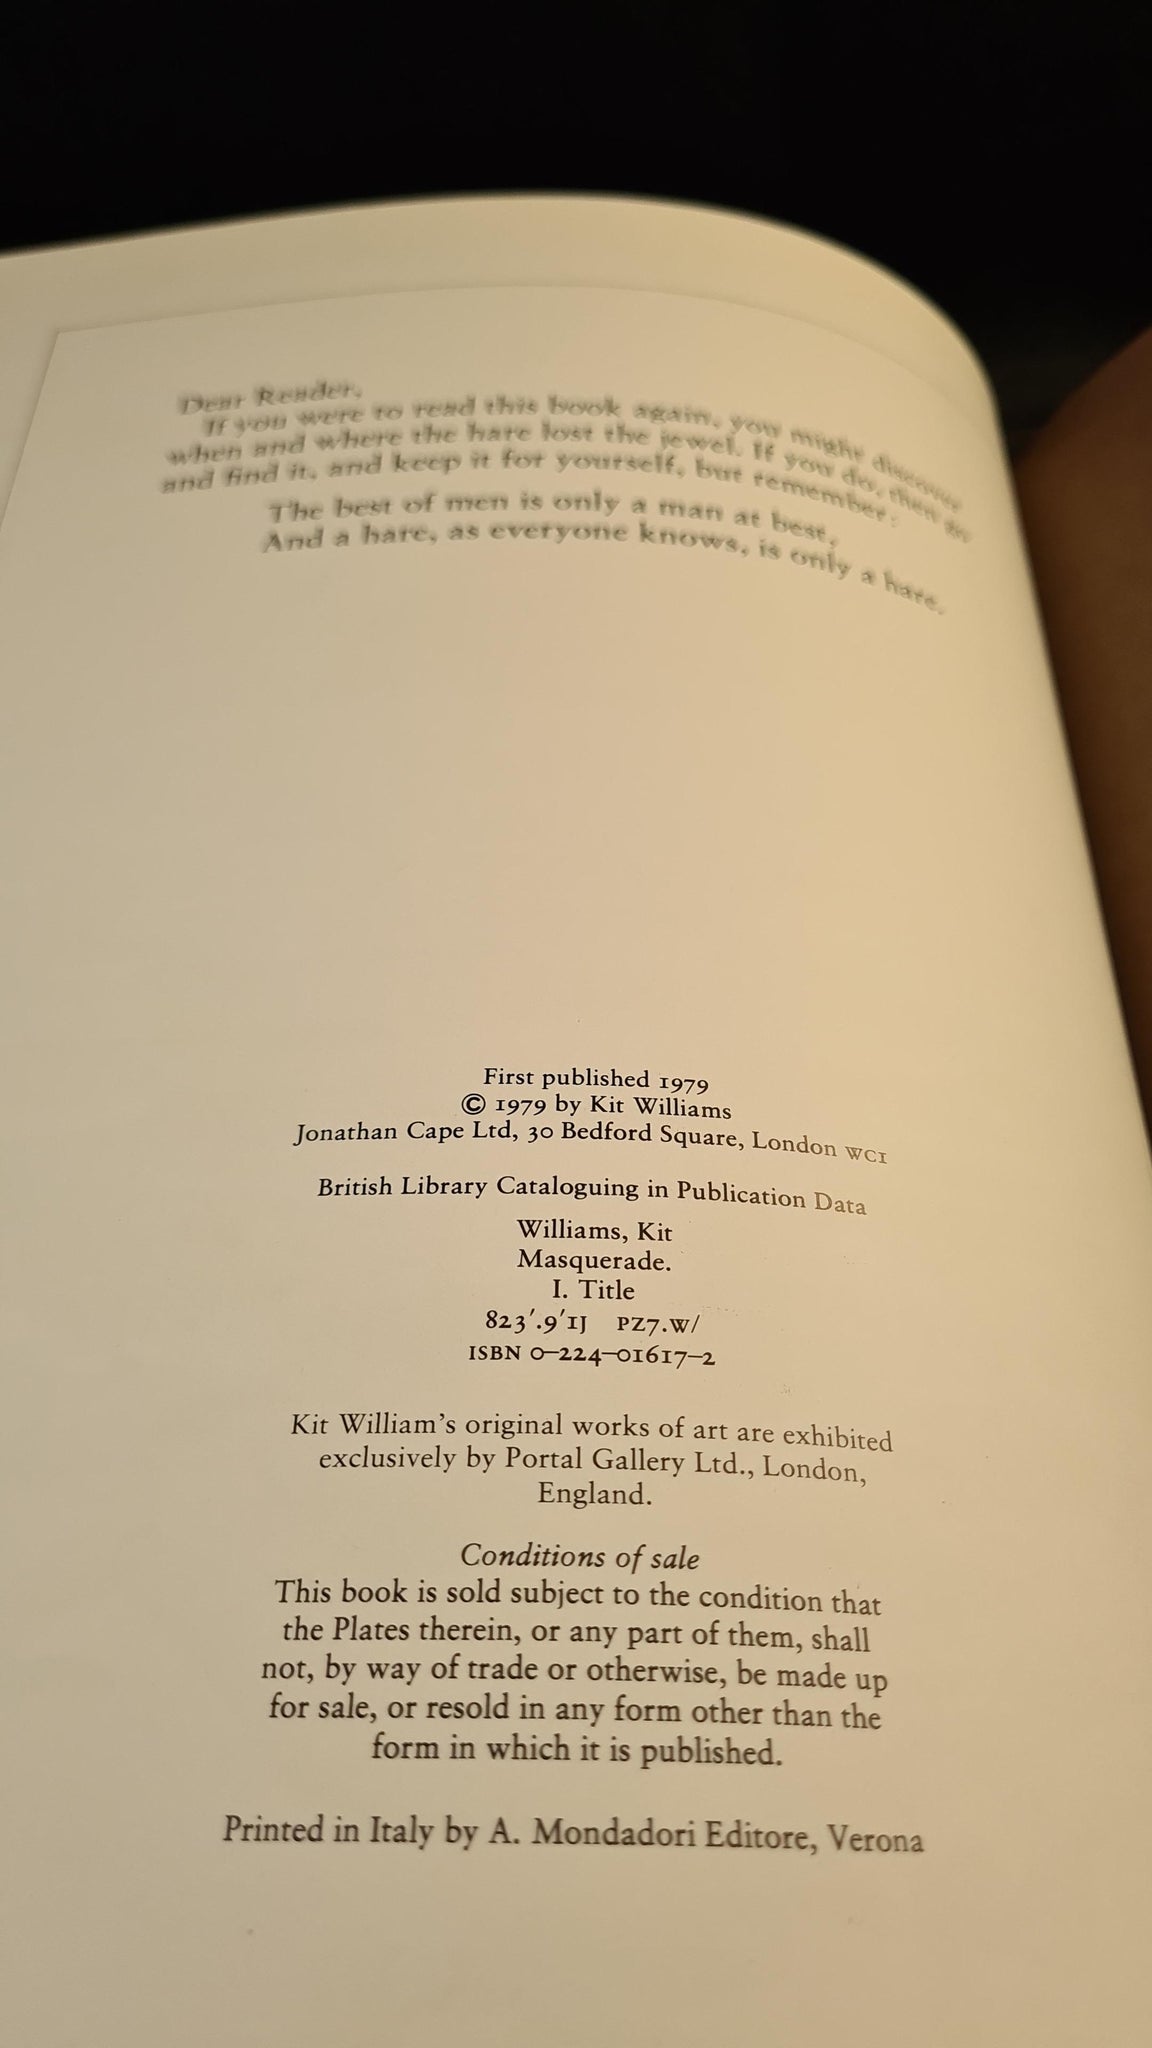 Dear Reader,
If you were to read this book again, you might discover
when and where the hare lost the jewel. If you do, then go
and find it, and keep it for yourself, but remember:
The best of men is only a man at best,
And a hare, as everyone knows, is only a hare.
First published 1979
© 1979 by Kit Williams
Jonathan Cape Ltd, 30 Bedford Square, London WC1
British Library Cataloguing in Publication Data
Williams, Kit
Masquerade.
I. Title
823'.9'1J PZ7.W/
ISBN 0–224–01617–2
Kit William's original works of art are exhibited
exclusively by Portal Gallery Ltd., London,
England.
Conditions of sale
This book is sold subject to the condition that
the Plates therein, or any part of them, shall
not, by way of trade or otherwise, be made up
for sale, or resold in any form other than the
form in which it is published.
Printed in Italy by A. Mondadori Editore, Verona